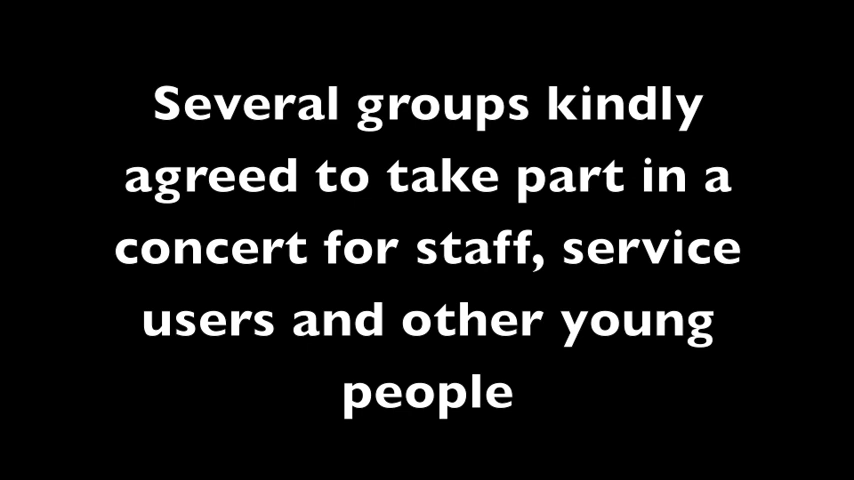 Several groups kindly
agreed to take part in a
concert for staff, service
users and other young
people